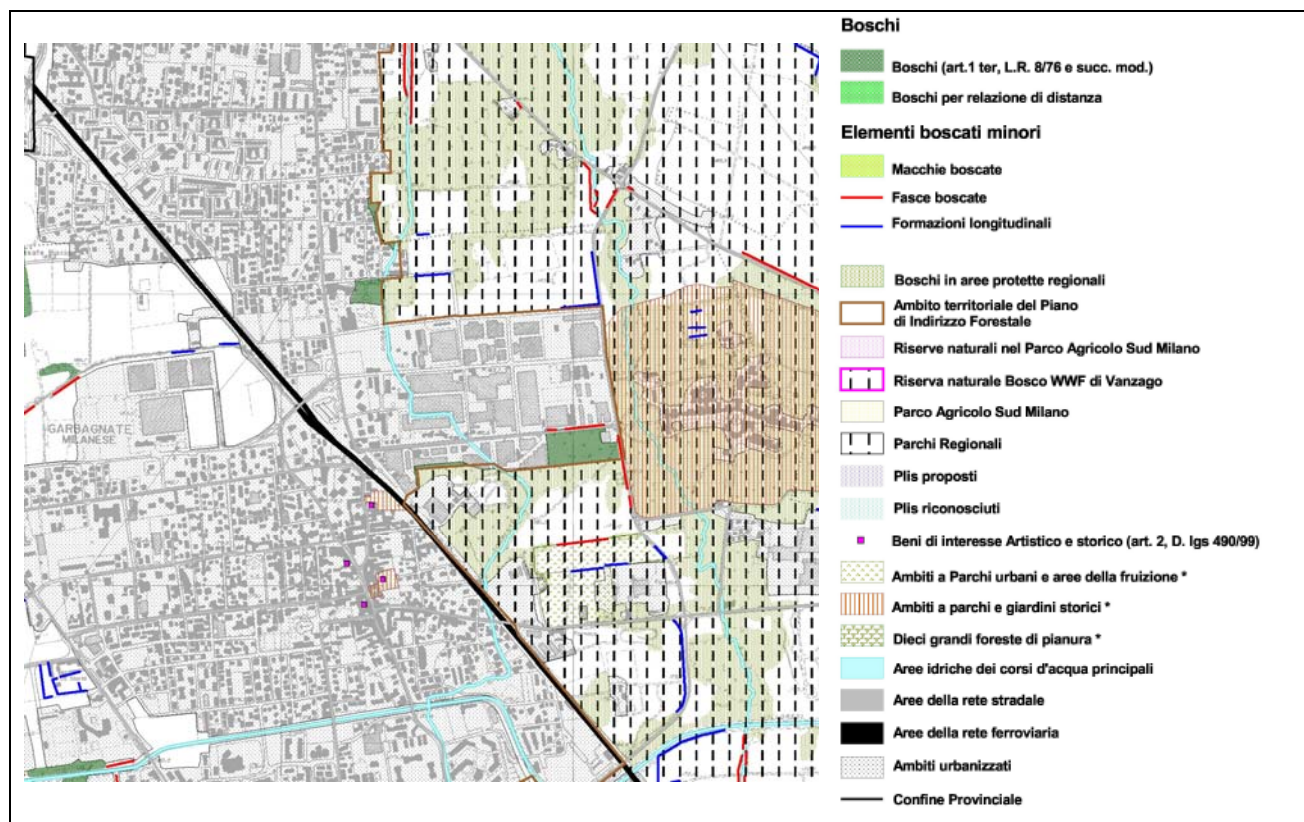 GARBAGNATE
MILANESE
Boschi
Boschi (art.1 ter, L.R. 8/76 e succ. mod.)
Boschi per relazione di distanza
Elementi boscati minori
Macchie boscate
Fasce boscate
Formazioni longitudinali
Boschi in aree protette regionali
Ambito territoriale del Piano
di Indirizzo Forestale
Riserve naturali nel Parco Agricolo Sud Milano
Riserva naturale Bosco WWF di Vanzago
Parco Agricolo Sud Milano
Parchi Regionali
Plis proposti
Plis riconosciuti
Beni di interesse Artistico e storico (art. 2, D. lgs 490/99)
Ambiti a Parchi urbani e aree della fruizione *
Ambiti a parchi e giardini storici *
Dieci grandi foreste di pianura *
Aree idriche dei corsi d'acqua principali
Aree della rete stradale
Aree della rete ferroviaria
Ambiti urbanizzati
Confine Provinciale